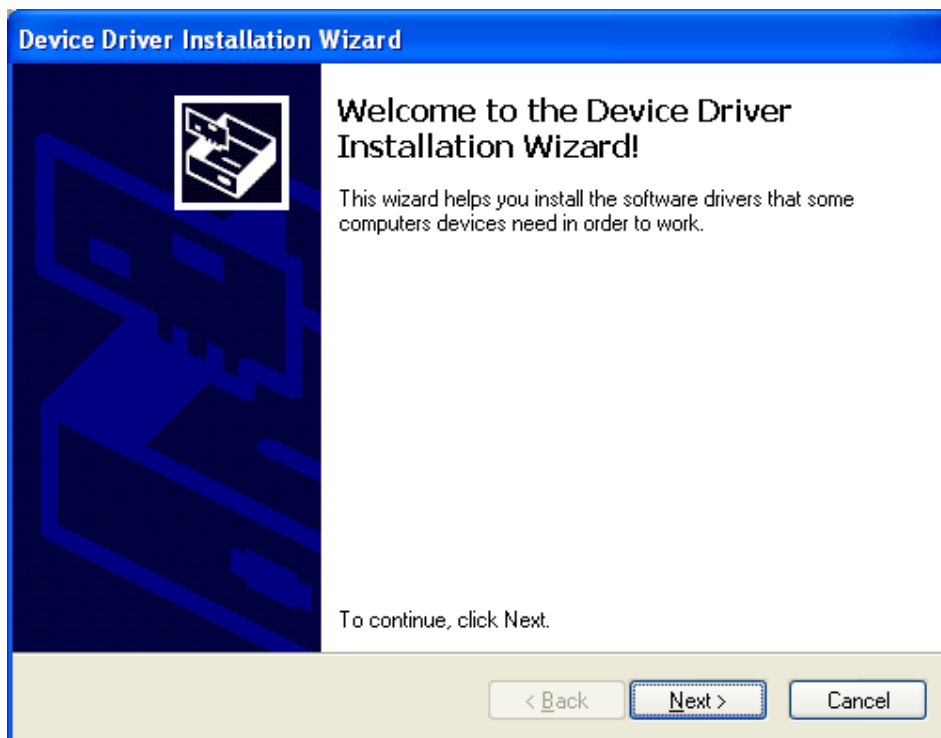 Device Driver Installation Wizard
Welcome to the Device Driver
Installation Wizard!
This wizard helps you install the software drivers that some
computers devices need in order to work.
To continue, click Next.
< Back
Next >
Cancel